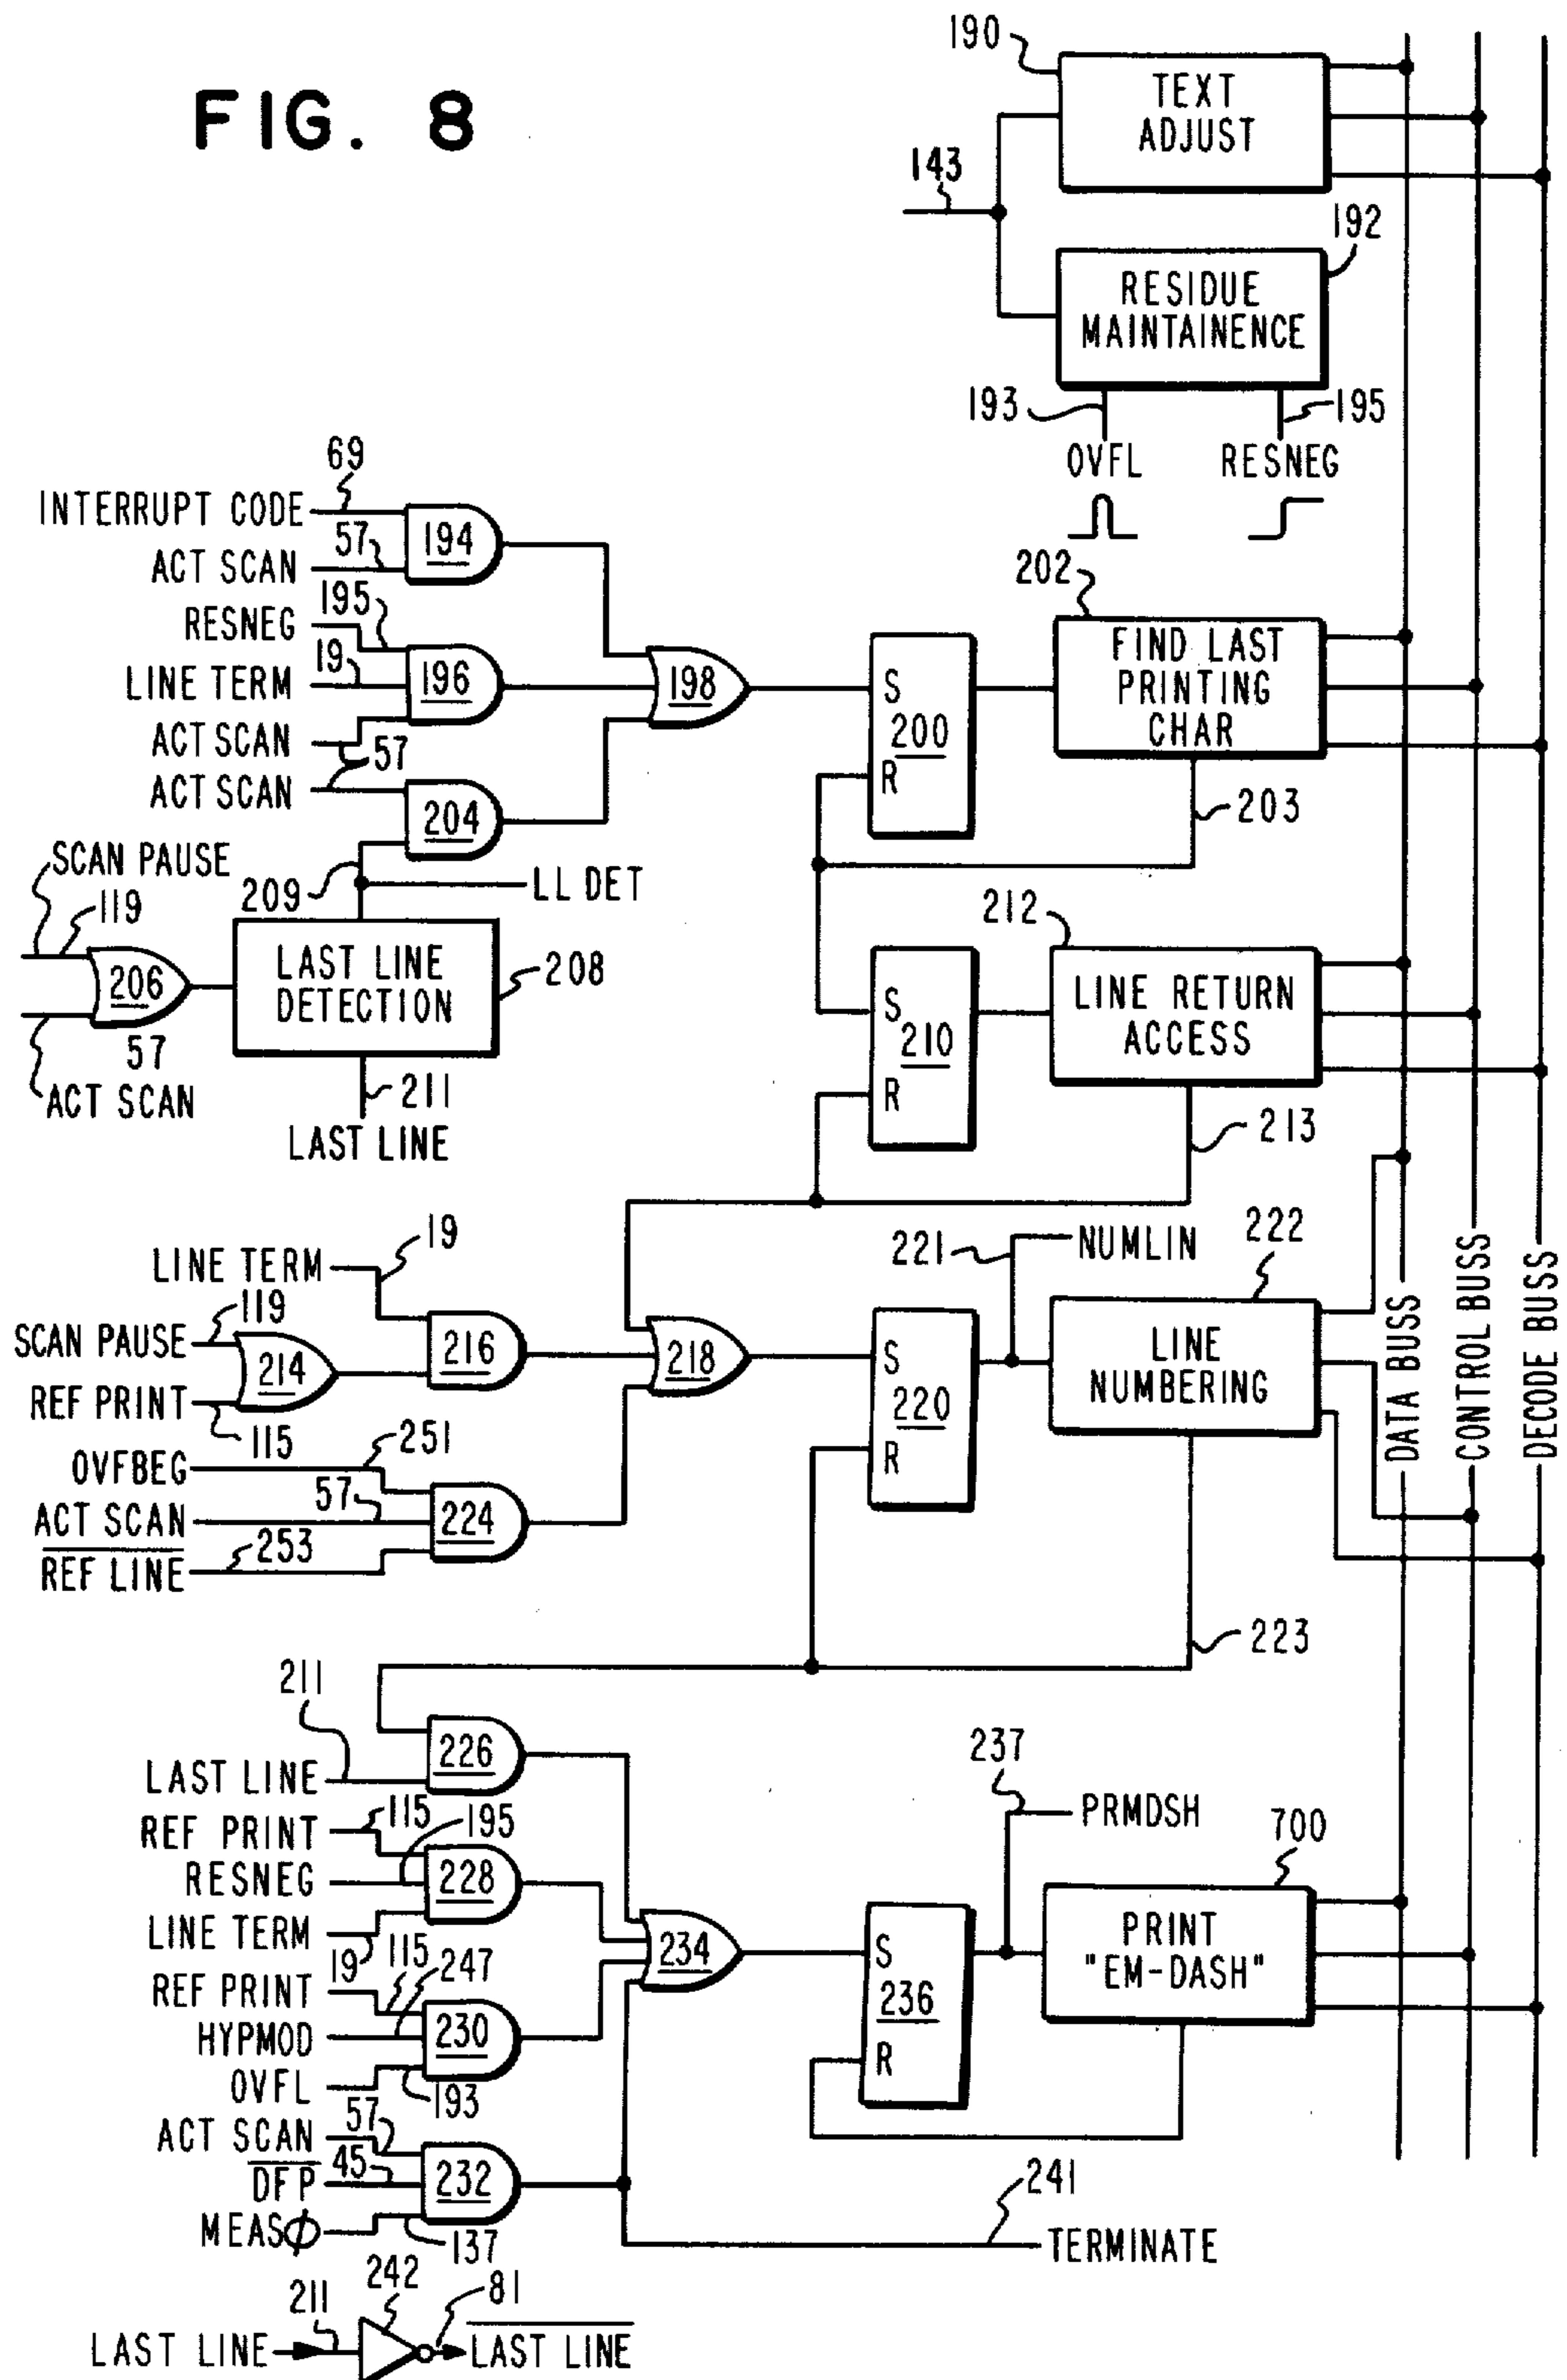 FIG. 8
190
TEXT
ADJUST
143
192
RESIDUE
MAINTAINENCE
193
195
OVFL
RESNEG
69
INTERRUPT CODE
57
194
ACT SCAN
195
RESNEG
19
LINE TERM
196
198
ACT SCAN
57
ACT SCAN
204
202
FIND LAST
PRINTING
CHAR
S
200
R
203
SCAN PAUSE
119
209
LL DET
206
LAST LINE
DETECTION
208
57
ACT SCAN
211
LAST LINE
212
LINE RETURN
ACCESS
S
210
R
213
LINE TERM
19
SCAN PAUSE
119
214
216
218
REF PRINT
115
OVFBEG
251
ACT SCAN
57
224
REF LINE
253
221
NUMLIN
222
S
220
R
LINE
NUMBERING
DATA BUSS
CONTROL BUSS
DECODE BUSS
223
211
226
LAST LINE
REF PRINT
115
195
RESNEG
228
LINE TERM
19
115
REF PRINT
247
HYPMOD
230
OVFL
193
234
ACT SCAN
57
DFP
45
232
MEASϕ
137
237
PRMDSH
700
S
236
R
PRINT
"EM-DASH"
241
TERMINATE
242
211
81
LAST LINE
LAST LINE